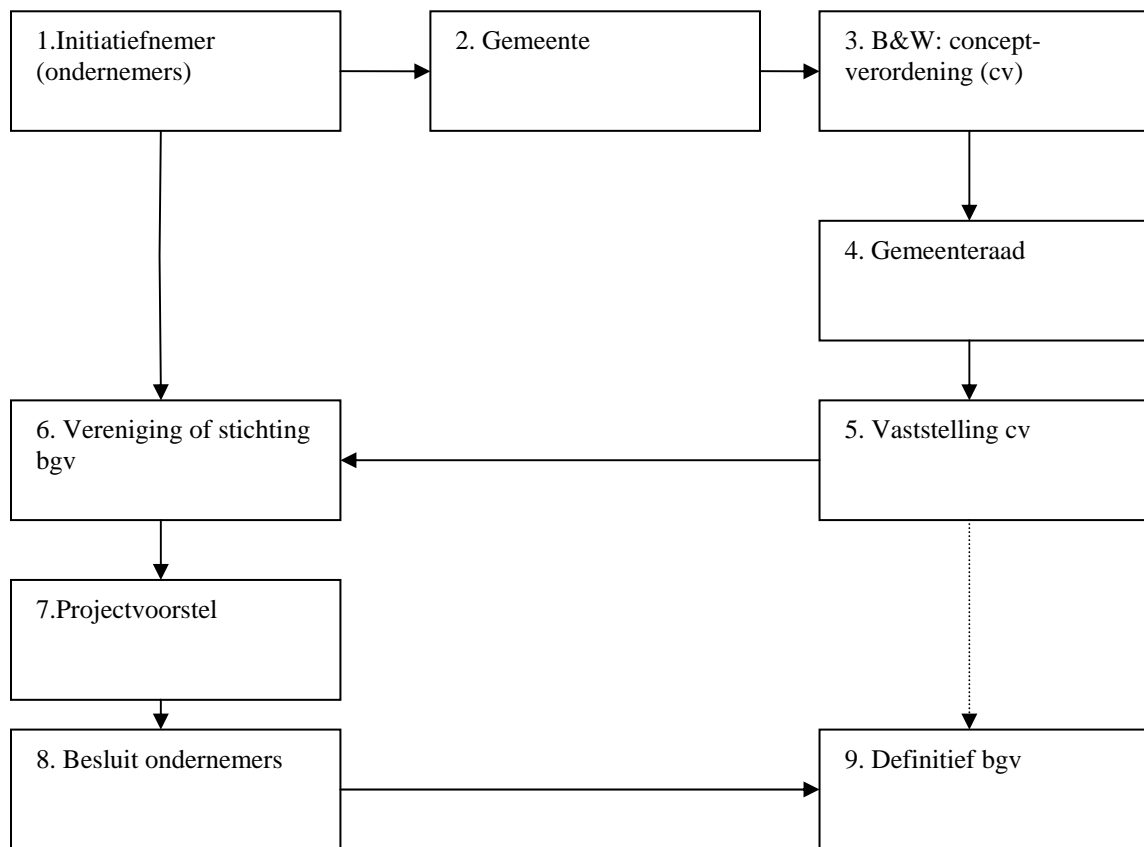 1.Initiatiefnemer
(ondernemers)
2. Gemeente
3. B&W: concept-
verordening (cv)
4. Gemeenteraad
5. Vaststelling cv
6. Vereniging of stichting
bgv
7.Projectvoorstel
8. Besluit ondernemers
9. Definitief bgv